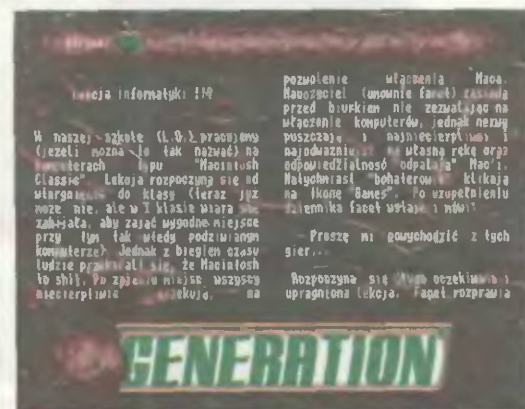 lekcja informatyki !!!
W naszej szkole (L.O.) pracujemy
(jeżeli można to tak nazwać) na
komputerach typu "Macintosh
Classic" Lekcja rozpoczyna się od
wtargnięcia do klasy (teraz już
może nie, ale w I klasie wiara się
zabijała, aby zająć wygodne miejsce
przy tym tak wtedy podziwianym
komputerze) Jednak z biegiem czasu
ludzie przekonali się, że Macintosh
to shit. Po zajęciu miejsc wszyscy
niecierpliwie oczekują, na
pozwolenie włączenia Maca.
Nauczyciel (umownie facet) zasiada
przed biurkiem nie zezwalając na
włączenie komputerów, jednak nerwy
puszczają i najniecierpliwsi i
najodważniejsi na własną rękę oraz
odpowiedzialność "odpalają" Mac'i.
Natychmiast "bohaterowie" klikają
na ikonę "Games". Po uzupełnieniu
dziennika facet wstaje i mówi:
Proszę mi powychodzić z tych
gier...
Rozpoczyna się długo oczekiwana i
upragniona lekcja. Facet rozprawia
GENERATION